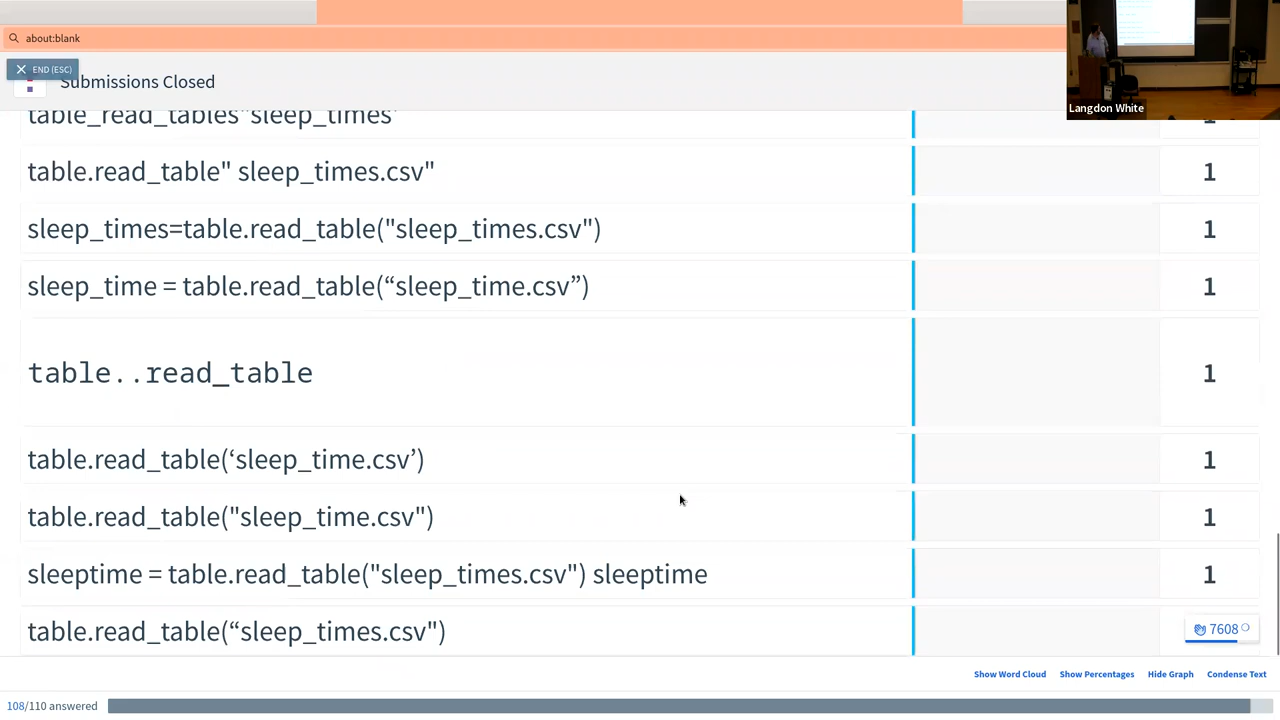 about:blank
END (ESC)
Submissions Closed
Langdon White
table_read_tables"sleep_times"
1
table.read_table" sleep_times.csv"
1
sleep_times=table.read_table("sleep_times.csv")
1
sleep_time = table.read_table(“sleep_time.csv”)
1
table..read_table
1
table.read_table(‘sleep_time.csv’)
1
table.read_table("sleep_time.csv")
1
sleeptime = table.read_table("sleep_times.csv") sleeptime
1
table.read_table(“sleep_times.csv")
7608
Show Word Cloud
Show Percentages
Hide Graph
Condense Text
108/110 answered